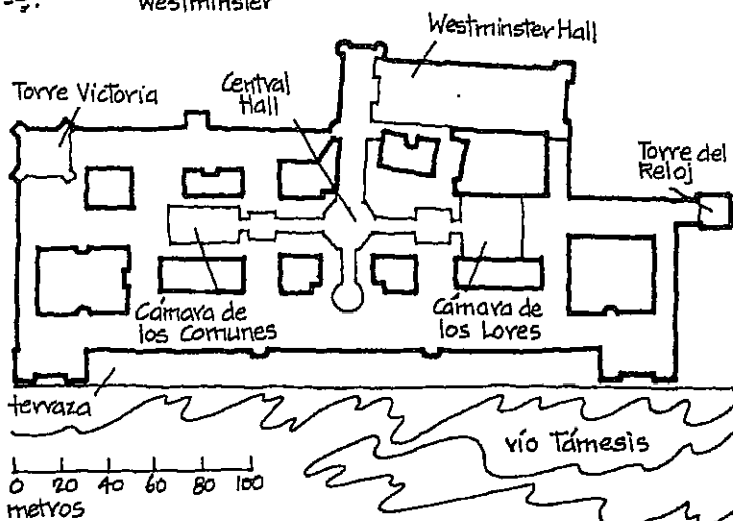 Westminster
Westminster Hall
Torre Victoria
Central
Hall
Torre del
Reloj
Cámara de
los Comunes
Cámara de
los Lores
terraza
río Támesis
0 20 40 60 80 100
metros